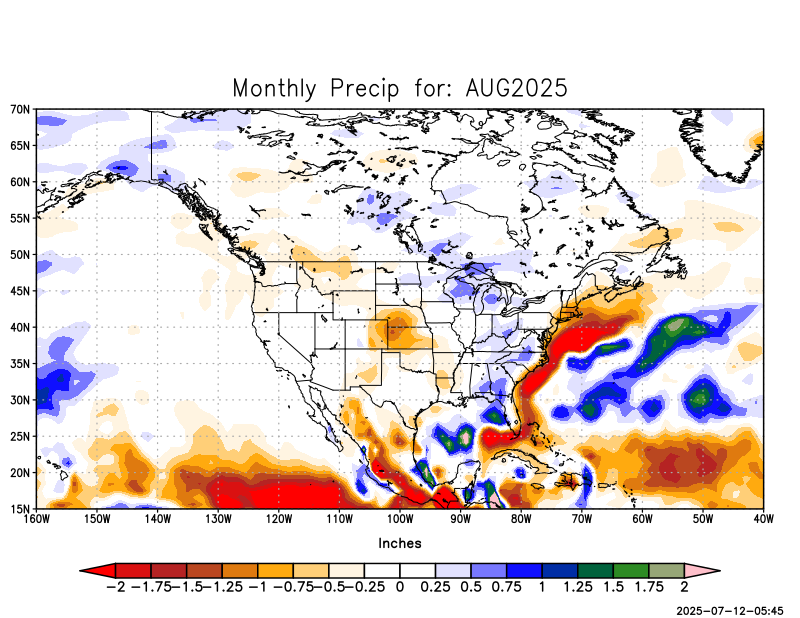 Monthly Precip for: AUG2025
70N
65N
60N
55N
50N
45N
40N
35N
30N
25N
20N
15N
160W 150W 140W 130W 120W 110W 100W 90W 80W 70W 60W 50W 40W
Inches
-2 -1.75 -1.5 -1.25 -1 -0.75 -0.5 -0.25 0 0.25 0.5 0.75 1 1.25 1.5 1.75 2
2025-07-12-05:45